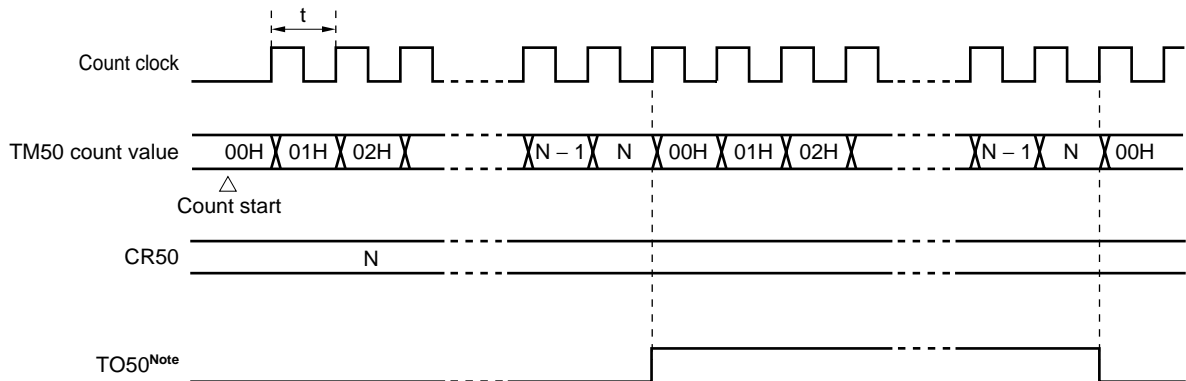 t
Count clock
TM50 count value 00H 01H 02H N − 1 N 00H 01H 02H N − 1 N 00H
Count start
CR50 N
TO50Note